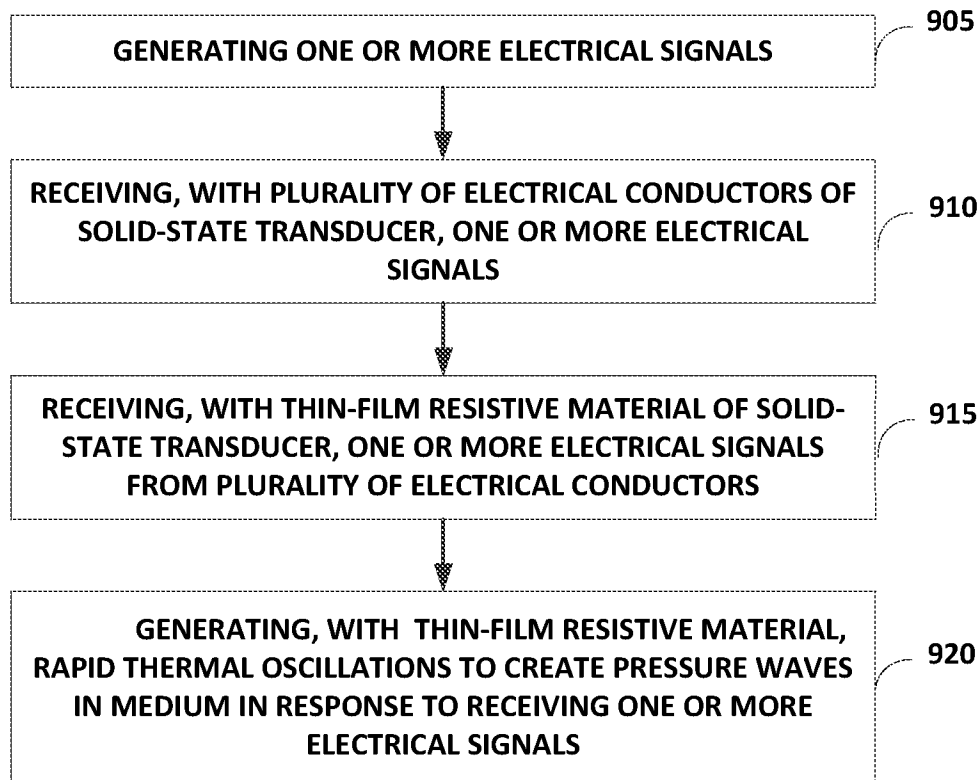 905
GENERATING ONE OR MORE ELECTRICAL SIGNALS
RECEIVING, WITH PLURALITY OF ELECTRICAL CONDUCTORS OF
SOLID-STATE TRANSDUCER, ONE OR MORE ELECTRICAL
SIGNALS
910
RECEIVING, WITH THIN-FILM RESISTIVE MATERIAL OF SOLID-
STATE TRANSDUCER, ONE OR MORE ELECTRICAL SIGNALS
FROM PLURALITY OF ELECTRICAL CONDUCTORS
915
GENERATING, WITH THIN-FILM RESISTIVE MATERIAL,
RAPID THERMAL OSCILLATIONS TO CREATE PRESSURE WAVES
IN MEDIUM IN RESPONSE TO RECEIVING ONE OR MORE
ELECTRICAL SIGNALS
920